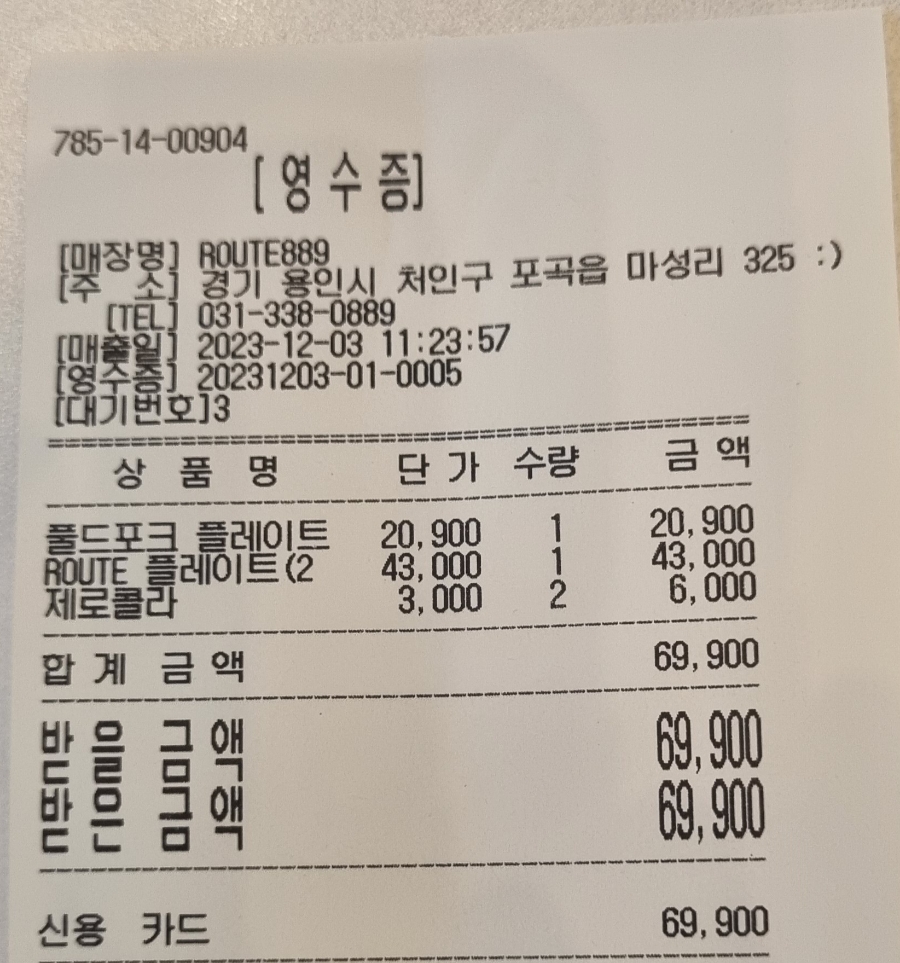 785-14-00904
[ 영 수 증]
[매장명] ROUTE889
[주 소] 경기 용인시 처인구 포곡읍 마성리 325 :)
[TEL] 031-338-0889
[매출일] 2023-12-03 11:23:57
[영수증] 20231203-01-0005
[대기번호]3
상 품 명 단 가 수량 금 액
풀드포크 플레이트 20,900 1 20,900
ROUTE 플레이트(2 43,000 1 43,000
제로콜라 3,000 2 6,000
합 계 금 액 69,900
받 을 금 액 69,900
받 은 금 액 69,900
신용 카드 69,900